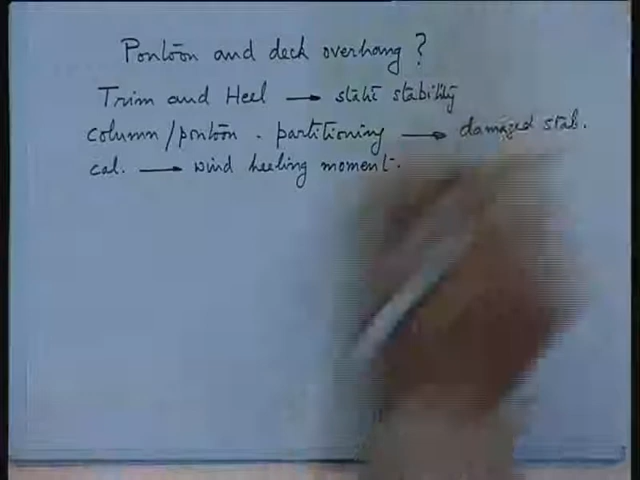 Pontoon and deck overhang ?
Trim and Heel → static stability
column/pontoon . partitioning → damaged stab.
cal. → wind heeling moment.